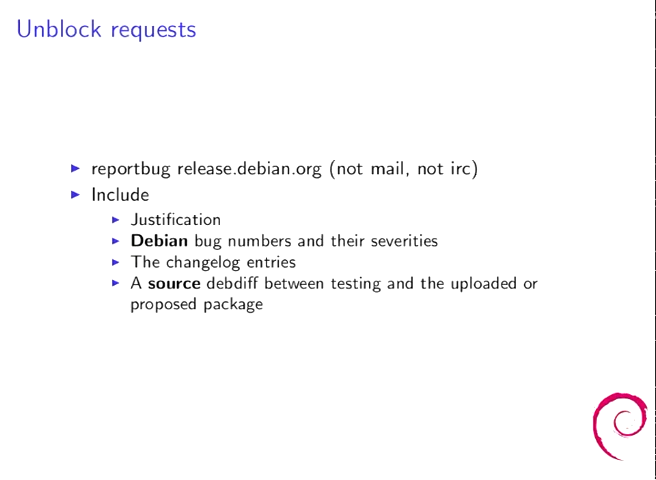 Unblock requests
reportbug release.debian.org (not mail, not irc)
Include
Justification
Debian bug numbers and their severities
The changelog entries
A source debdiff between testing and the uploaded or
proposed package